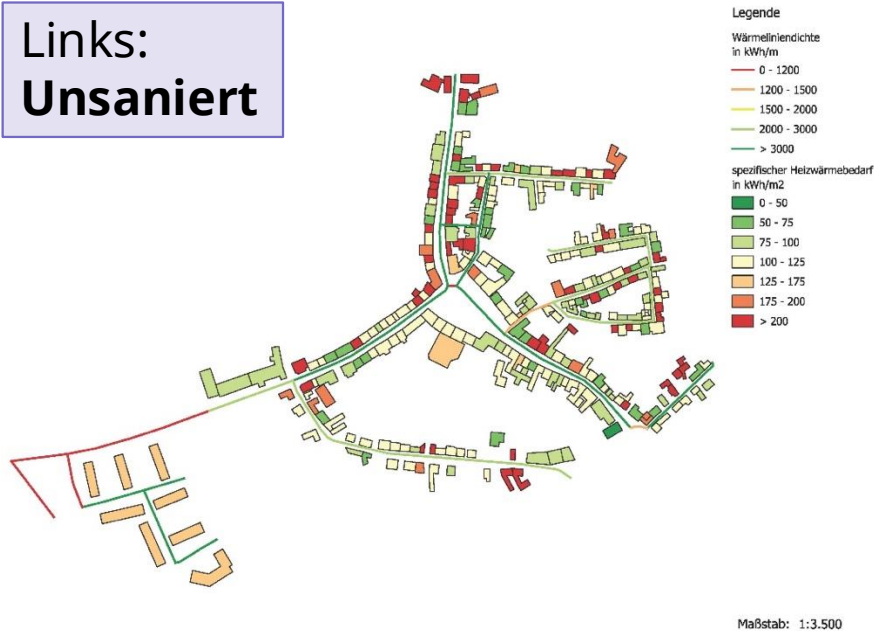 Links:
Unsaniert
Legende
Wärmeliniendichte
in kWh/m
0 - 1200
1200 - 1500
1500 - 2000
2000 - 3000
> 3000
spezifischer Heizwärmebedarf
in kWh/m2
0 - 50
50 - 75
75 - 100
100 - 125
125 - 175
175 - 200
> 200
Maßstab: 1:3.500